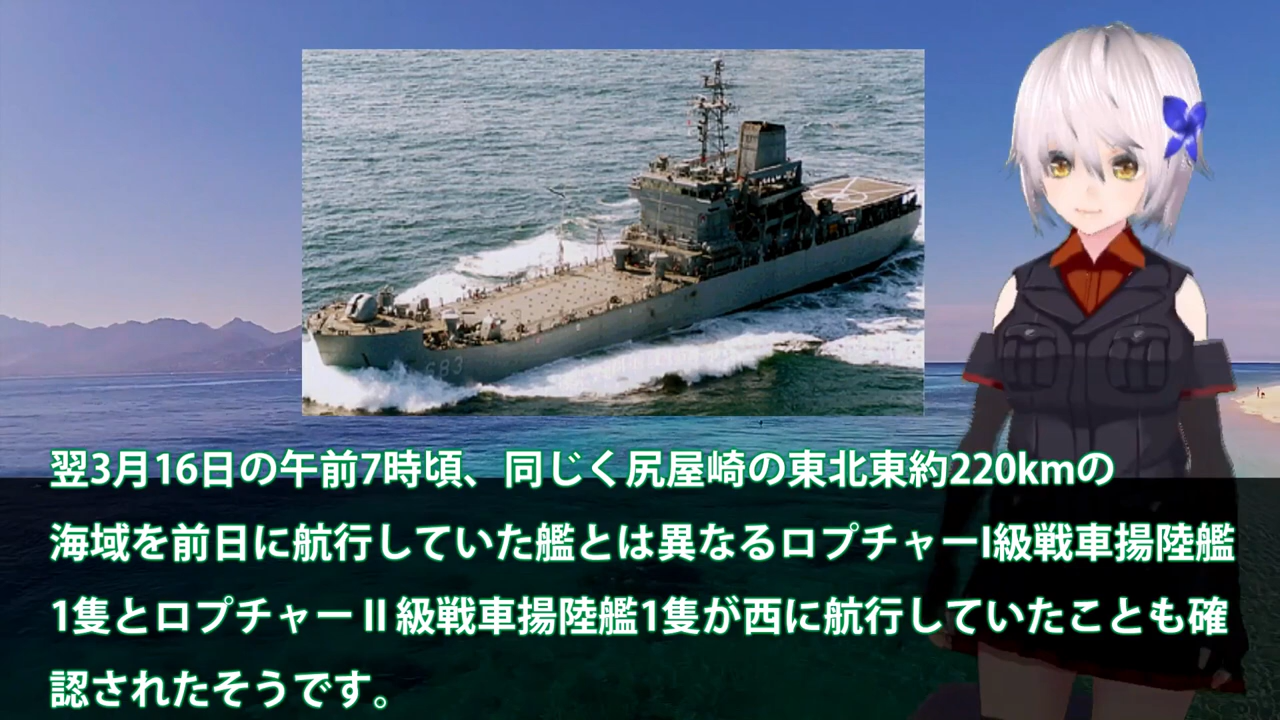 683
翌3月16日の午前7時頃、同じく尻屋崎の東北東約220kmの
海域を前日に航行していた艦とは異なるロプチャーI級戦車揚陸艦
1隻とロプチャーⅡ級戦車揚陸艦1隻が西に航行していたことも確
認されたそうです。